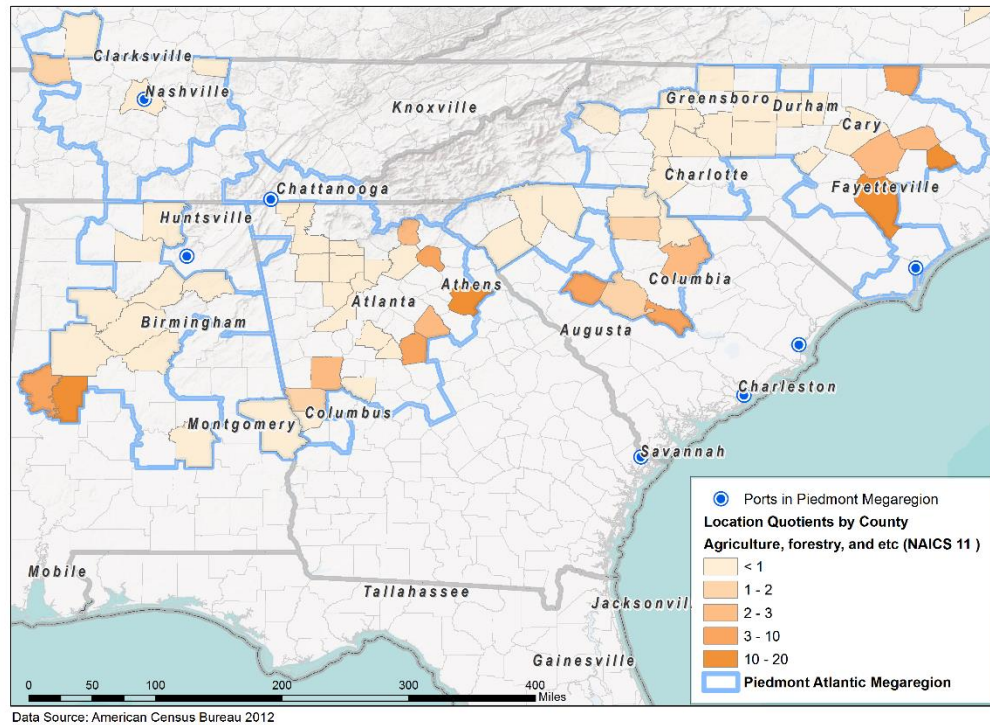 Clarksville
Nashville
Knoxville
Greensboro
Durham
Cary
Chattanooga
Charlotte
Fayetteville
Huntsville
Athens
Columbia
Atlanta
Birmingham
Augusta
Charleston
Columbus
Montgomery
Savannah
Mobile
Tallahassee
Jacksonvil
Gainesville
Ports in Piedmont Megaregion
Location Quotients by County
Agriculture, forestry, and etc (NAICS 11 )
< 1
1 - 2
2 - 3
3 - 10
10 - 20
Piedmont Atlantic Megaregion
0 50 100 200 300 400
Miles
Data Source: American Census Bureau 2012